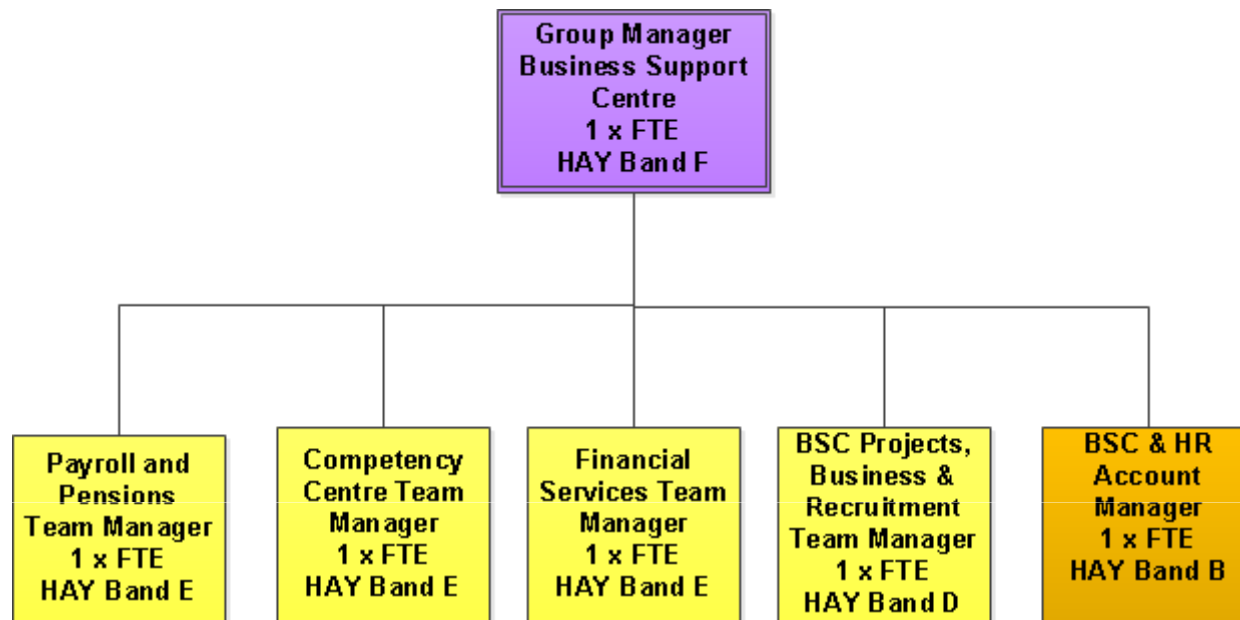 Group Manager
Business Support
Centre
1 x FTE
HAY Band F
Payroll and
Pensions
Team Manager
1 x FTE
HAY Band E
Competency
Centre Team
Manager
1 x FTE
HAY Band E
Financial
Services Team
Manager
1 x FTE
HAY Band E
BSC Projects,
Business &
Recruitment
Team Manager
1 x FTE
HAY Band D
BSC & HR
Account
Manager
1 x FTE
HAY Band B